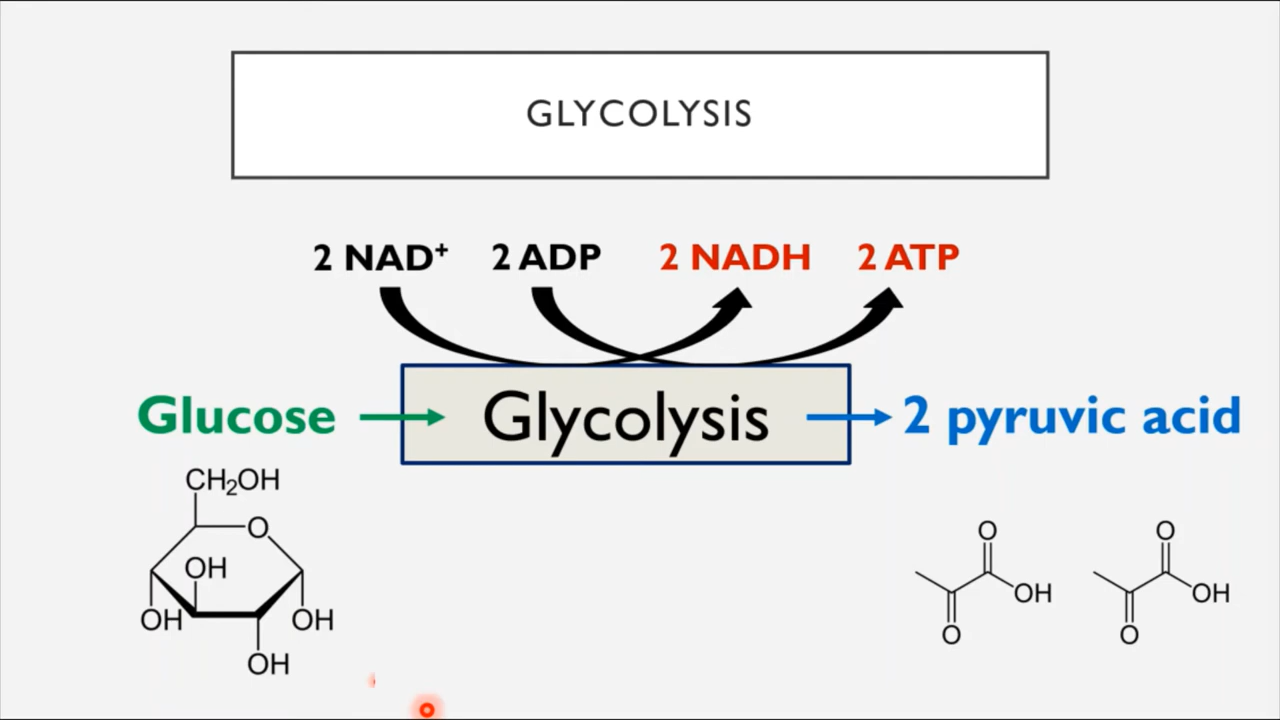 GLYCOLYSIS
2 NAD⁺ 2 ADP 2 NADH 2 ATP
Glucose Glycolysis 2 pyruvic acid
CH₂OH
O
OH
OH OH
OH
O O
OH OH
O O